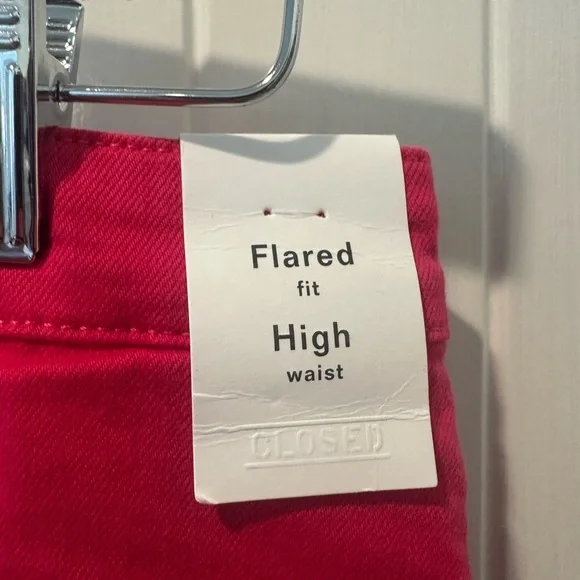 Flared
fit
High
waist
CLOSED